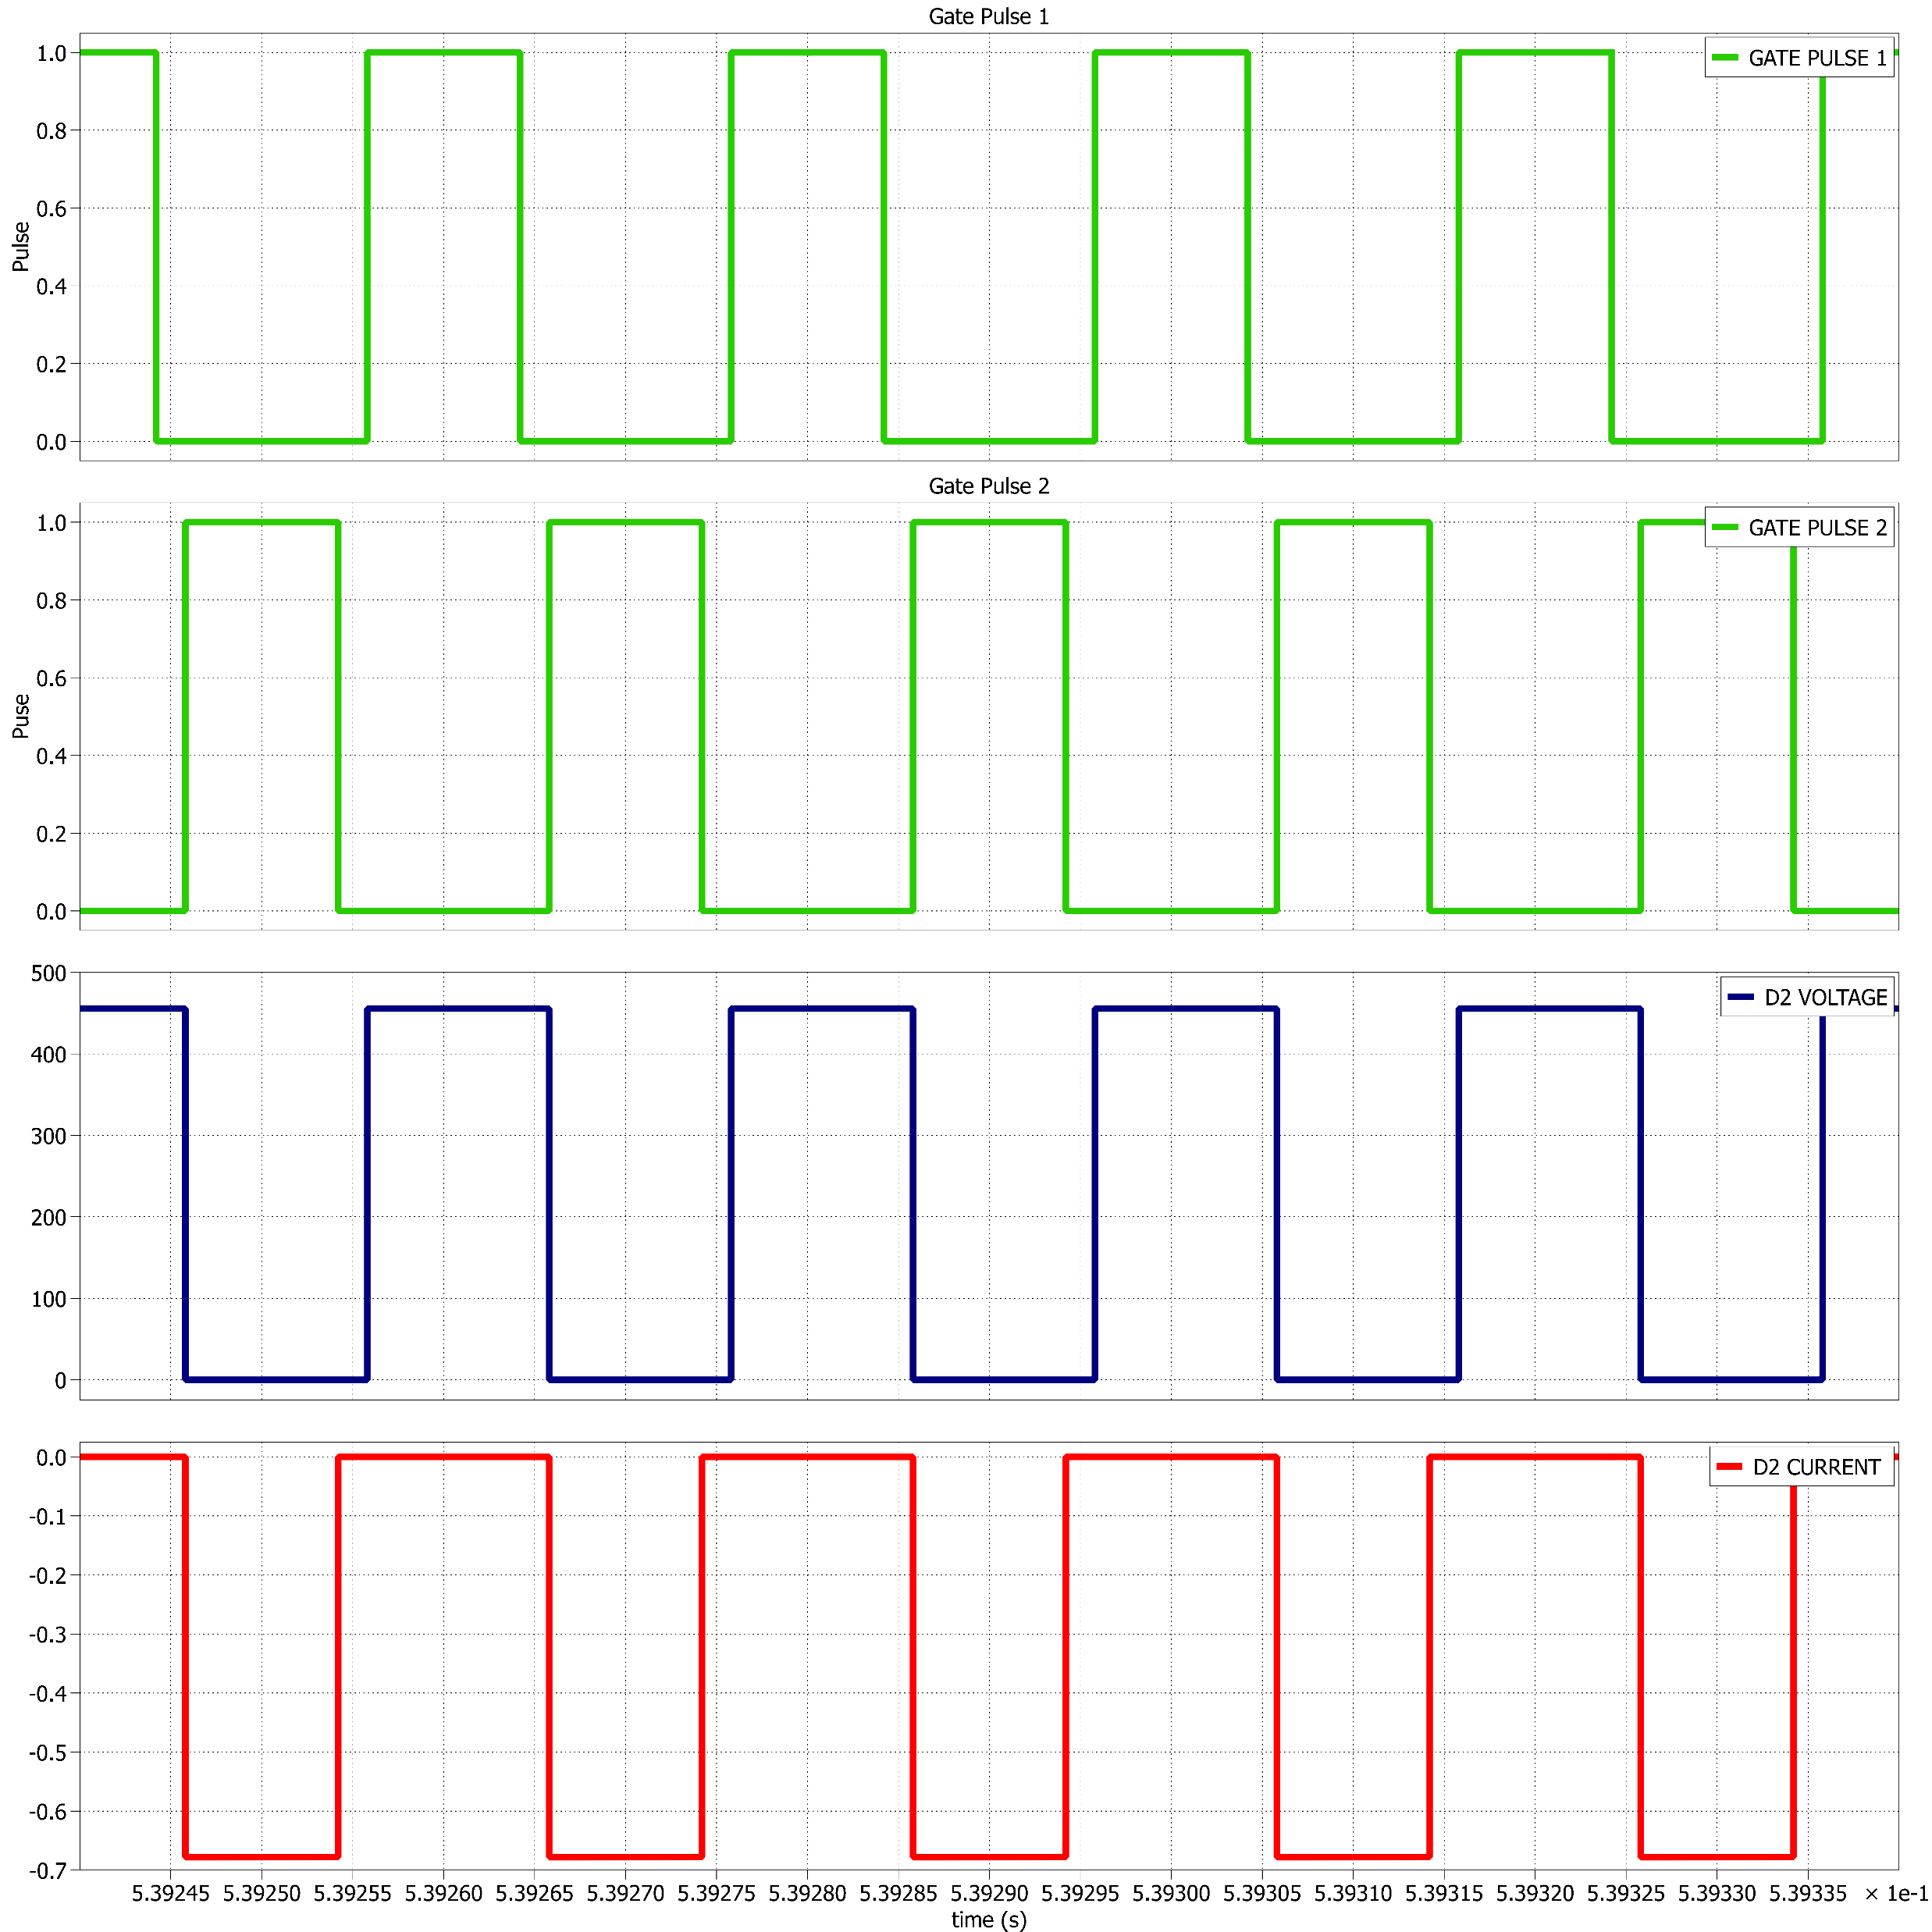 Gate Pulse 1
GATE PULSE 1
1.0
0.8
0.6
0.4
0.2
0.0
Pulse
Gate Pulse 2
GATE PULSE 2
1.0
0.8
0.6
0.4
0.2
0.0
Puse
D2 VOLTAGE
500
400
300
200
100
0
D2 CURRENT
0.0
-0.1
-0.2
-0.3
-0.4
-0.5
-0.6
-0.7
5.39245 5.39250 5.39255 5.39260 5.39265 5.39270 5.39275 5.39280 5.39285 5.39290 5.39295 5.39300 5.39305 5.39310 5.39315 5.39320 5.39325 5.39330 5.39335 × 1e-1
time (s)